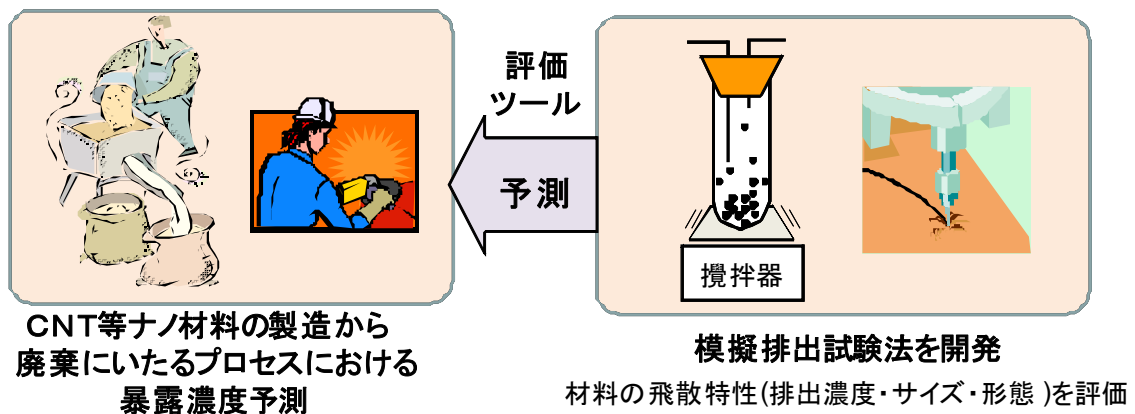 評価
ツール
予測
攪拌器
CNT等ナノ材料の製造から
廃棄にいたるプロセスにおける
暴露濃度予測
模擬排出試験法を開発
材料の飛散特性(排出濃度・サイズ・形態 )を評価